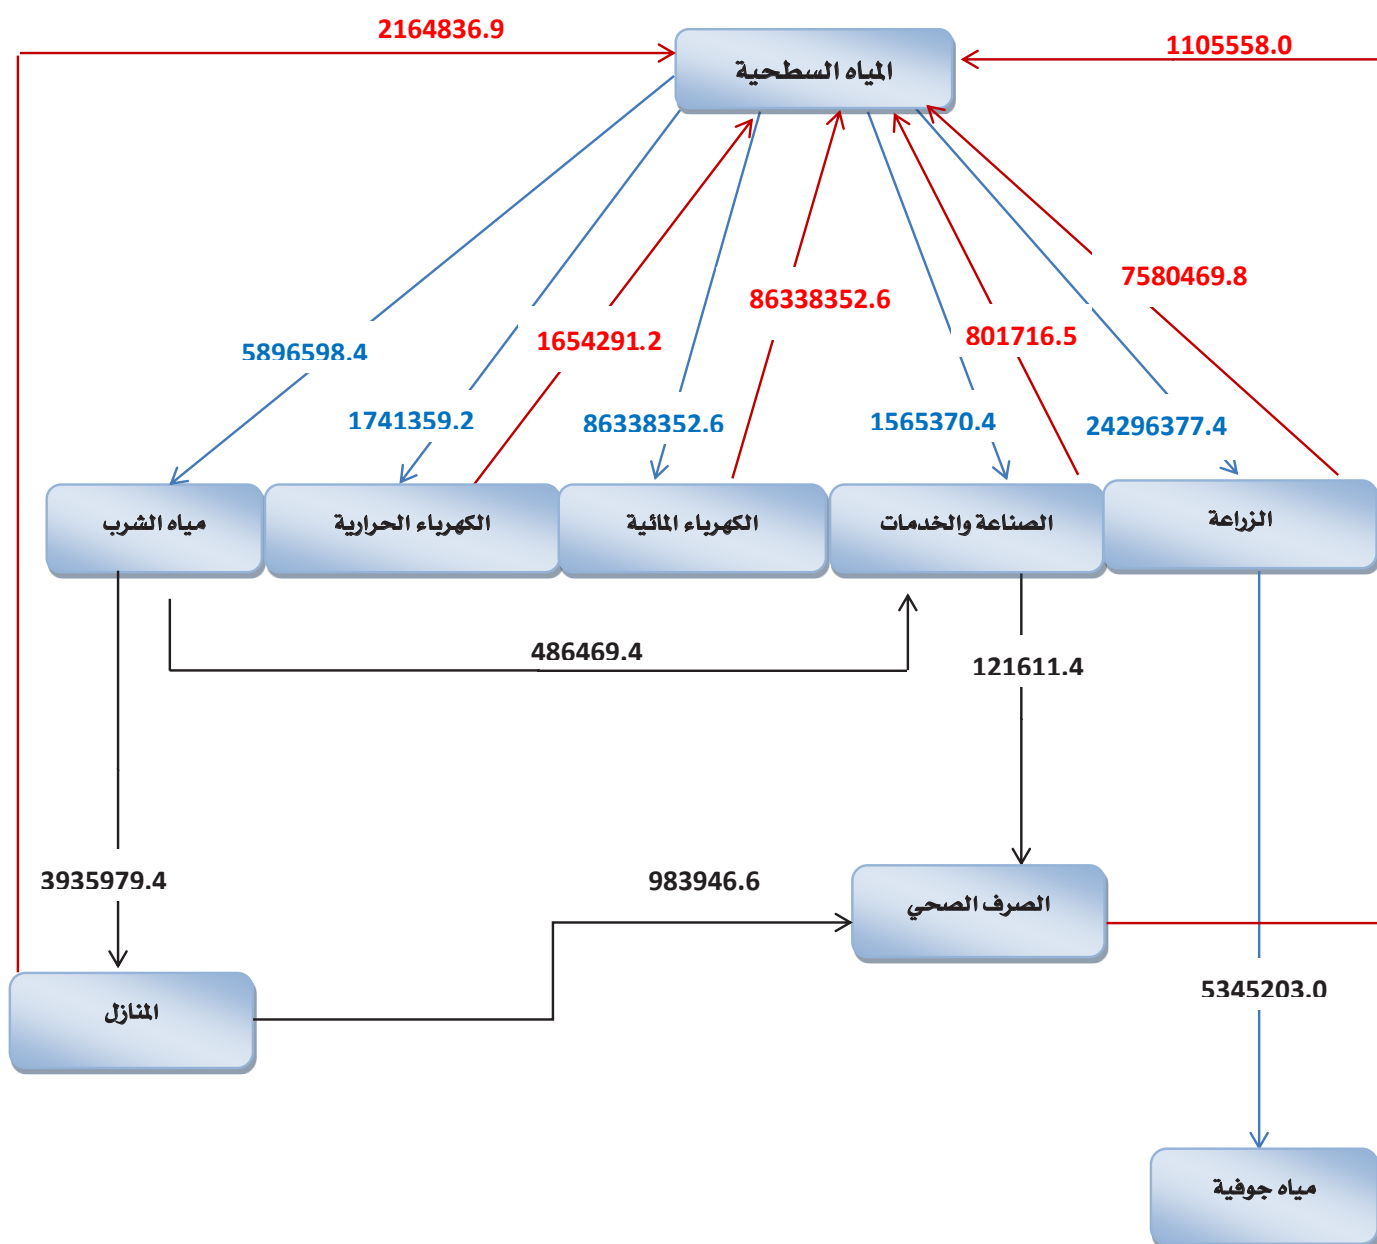 2164836.9
1105558.0
المياه السطحية
7580469.8
86338352.6
801716.5
1654291.2
5896598.4
1741359.2
86338352.6
1565370.4
24296377.4
الزراعة
الصناعة والخدمات
الكهرباء المائية
الكهرباء الحرارية
مياه الشرب
486469.4
121611.4
3935979.4
983946.6
الصرف الصحي
5345203.0
المنازل
مياه جوفية